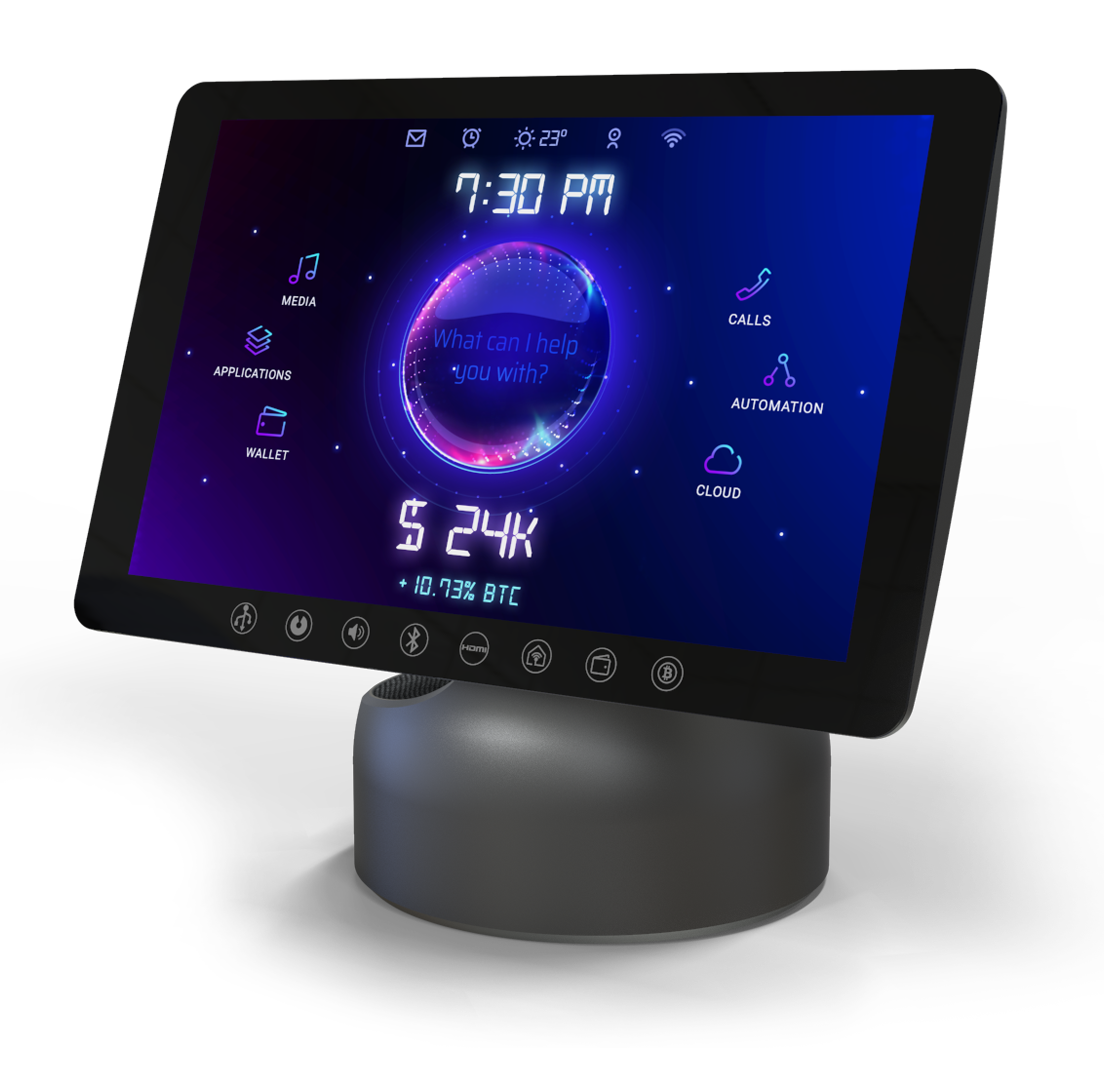 23°
7:30 PM
What can I help
you with?
MEDIA
APPLICATIONS
WALLET
CALLS
AUTOMATION
CLOUD
$ 24K
+ 10.73% BTC
HDMI